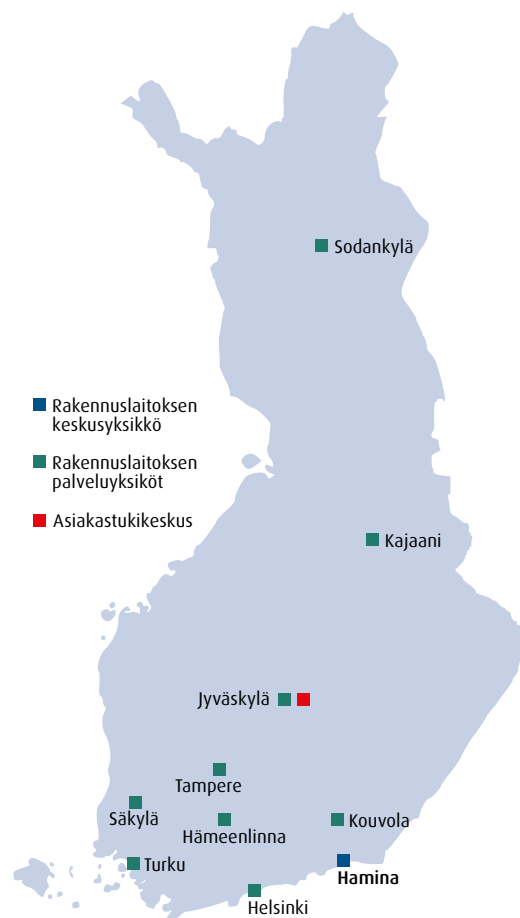 Sodankylä
Rakennuslaitoksen
keskusyksikkö
Rakennuslaitoksen
palveluyksiköt
Asiakastukikeskus
Kajaani
Jyväskylä
Tampere
Säkylä
Hämeenlinna
Kouvola
Turku
Hamina
Helsinki